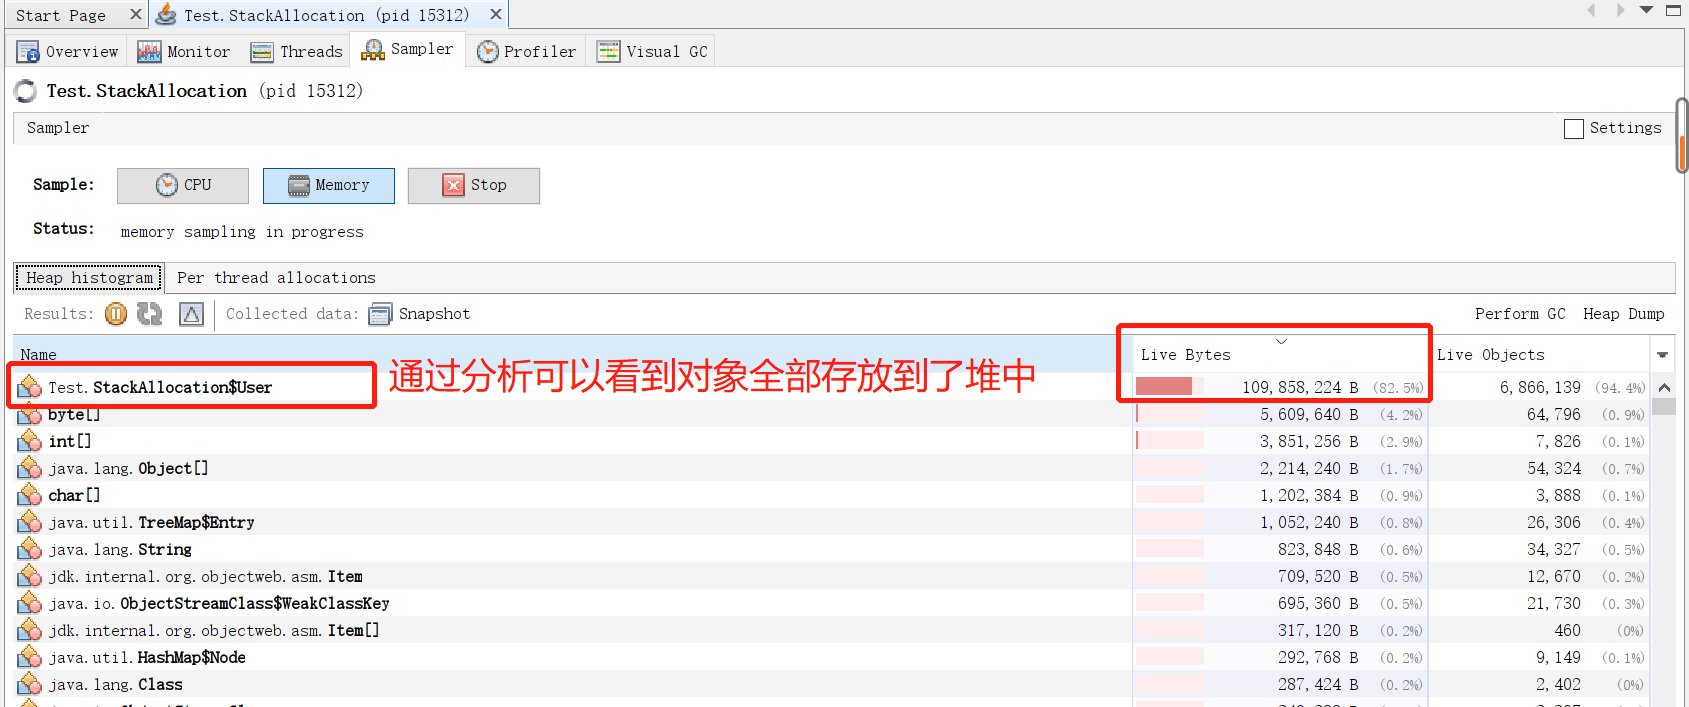 Start Page
Test.StackAllocation (pid 15312)
Overview Monitor Threads Sampler Profiler Visual GC
Test.StackAllocation (pid 15312)
Sampler Settings
Sample: CPU Memory Stop
Status: memory sampling in progress
Heap histogram Per thread allocations
Results: Collected data: Snapshot Perform GC Heap Dump
Name Live Bytes Live Objects
通过分析可以看到对象全部存放到了堆中
Test.StackAllocation$User 109,858,224 B (82.5%) 6,866,139 (94.4%)
byte[] 5,609,640 B (4.2%) 64,796 (0.9%)
int[] 3,851,256 B (2.9%) 7,826 (0.1%)
java.lang.Object[] 2,214,240 B (1.7%) 54,324 (0.7%)
char[] 1,202,384 B (0.9%) 3,888 (0.1%)
java.util.TreeMap$Entry 1,052,240 B (0.8%) 26,306 (0.4%)
java.lang.String 823,848 B (0.6%) 34,327 (0.5%)
jdk.internal.org.objectweb.asm.Item 709,520 B (0.5%) 12,670 (0.2%)
java.io.ObjectStreamClass$WeakClassKey 695,360 B (0.5%) 21,730 (0.3%)
jdk.internal.org.objectweb.asm.Item[] 317,120 B (0.2%) 460 (0%)
java.util.HashMap$Node 292,768 B (0.2%) 9,149 (0.1%)
java.lang.Class 287,424 B (0.2%) 2,402 (0%)